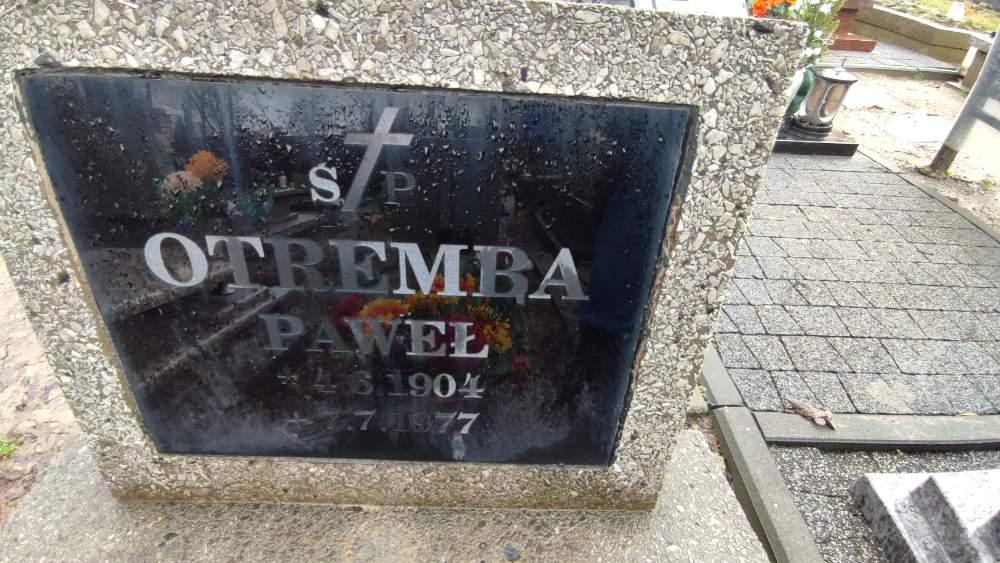 Ś P
OTREMBA
PAWEŁ
* 4.6.1904
+ 7.7.1977